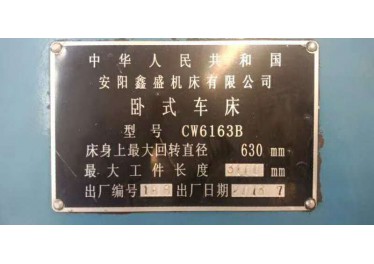 中华人民共和国
安阳鑫盛机床有限公司
卧式车床
型号 CW6163B
床身上最大回转直径 630 mm
最大工件长度 mm
出厂编号 出厂日期